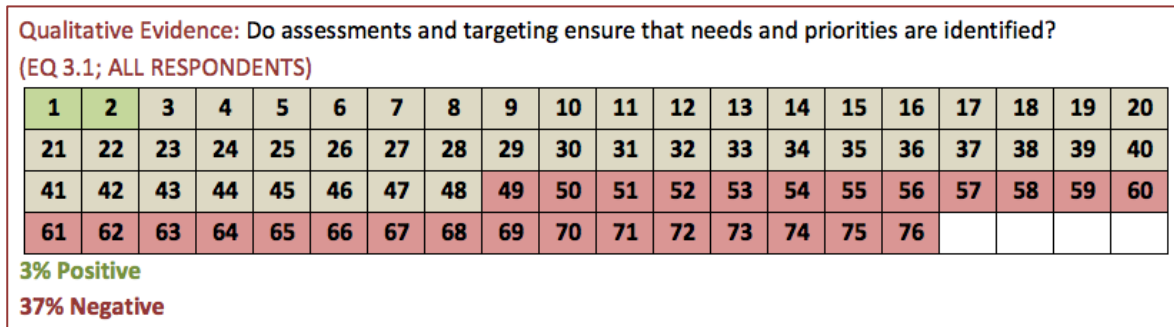 Qualitative Evidence: Do assessments and targeting ensure that needs and priorities are identified?
(EQ 3.1; ALL RESPONDENTS)
1 2 3 4 5 6 7 8 9 10 11 12 13 14 15 16 17 18 19 20
21 22 23 24 25 26 27 28 29 30 31 32 33 34 35 36 37 38 39 40
41 42 43 44 45 46 47 48 49 50 51 52 53 54 55 56 57 58 59 60
61 62 63 64 65 66 67 68 69 70 71 72 73 74 75 76
3% Positive
37% Negative